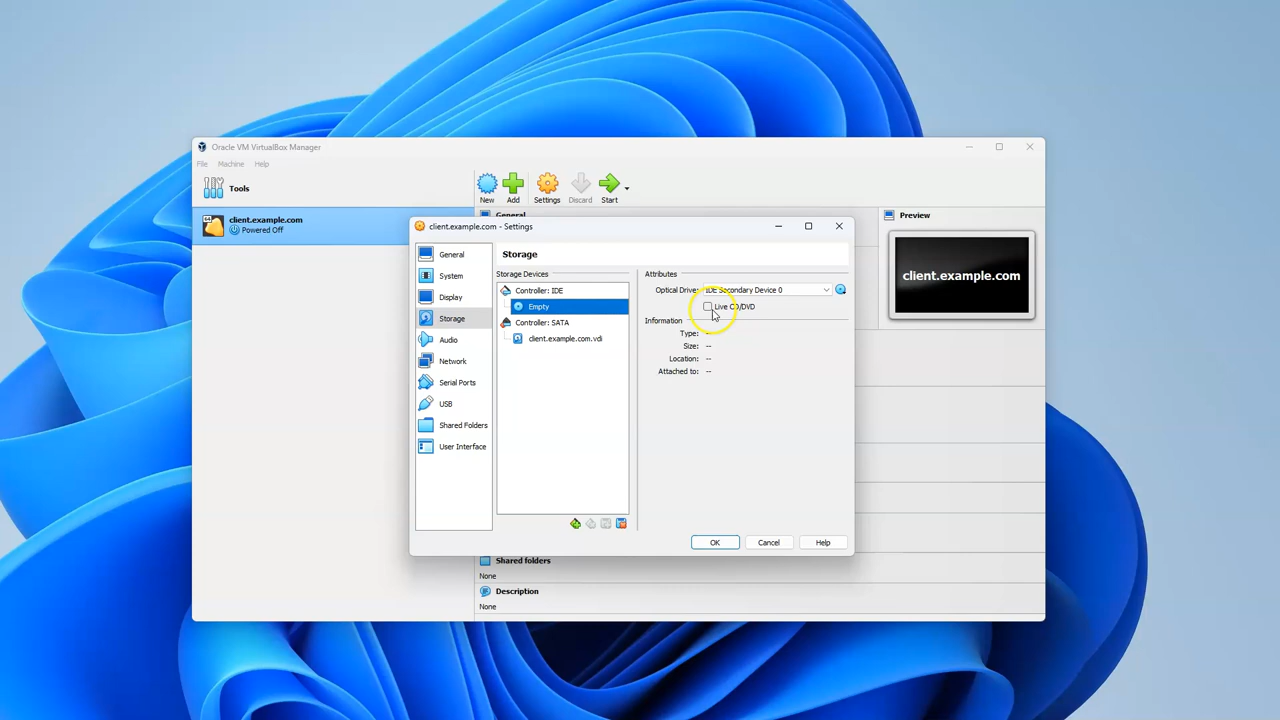 Oracle VM VirtualBox Manager
File Machine Help
Tools
New Add Settings Discard Start
client.example.com
Powered Off
General
Preview
client.example.com
client.example.com - Settings
General
System
Display
Storage
Audio
Network
Serial Ports
USB
Shared Folders
User Interface
Storage
Storage Devices
Controller: IDE
Empty
Controller: SATA
client.example.com.vdi
Attributes
Optical Drive: IDE Secondary Device 0
Live CD/DVD
Information
Type: --
Size: --
Location: --
Attached to: --
OK Cancel Help
Shared folders
None
Description
None